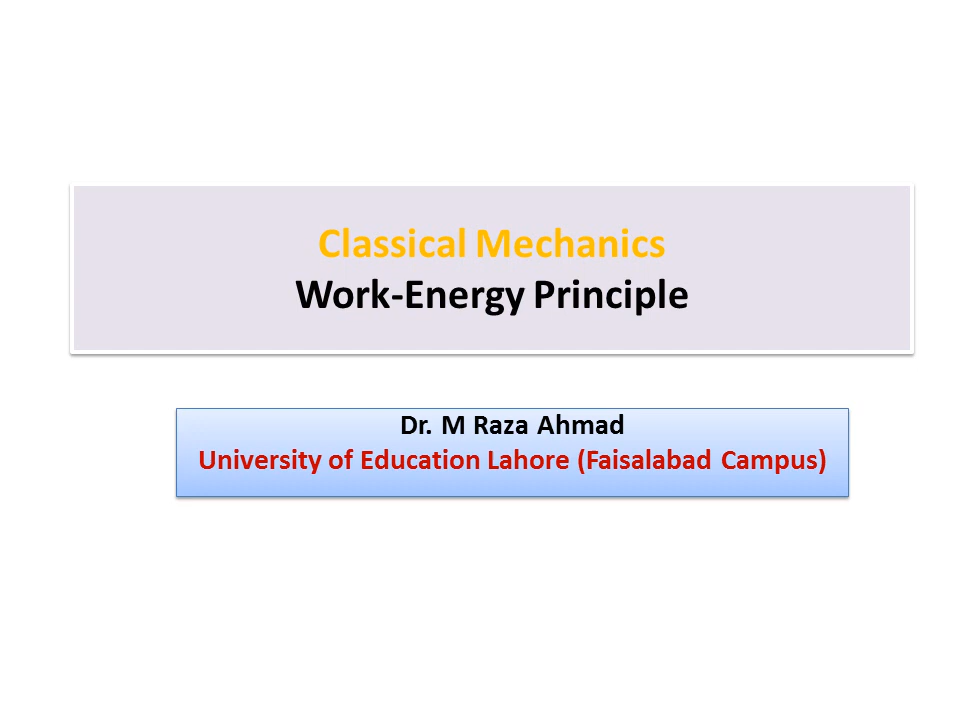 Classical Mechanics
Work-Energy Principle
Dr. M Raza Ahmad
University of Education Lahore (Faisalabad Campus)